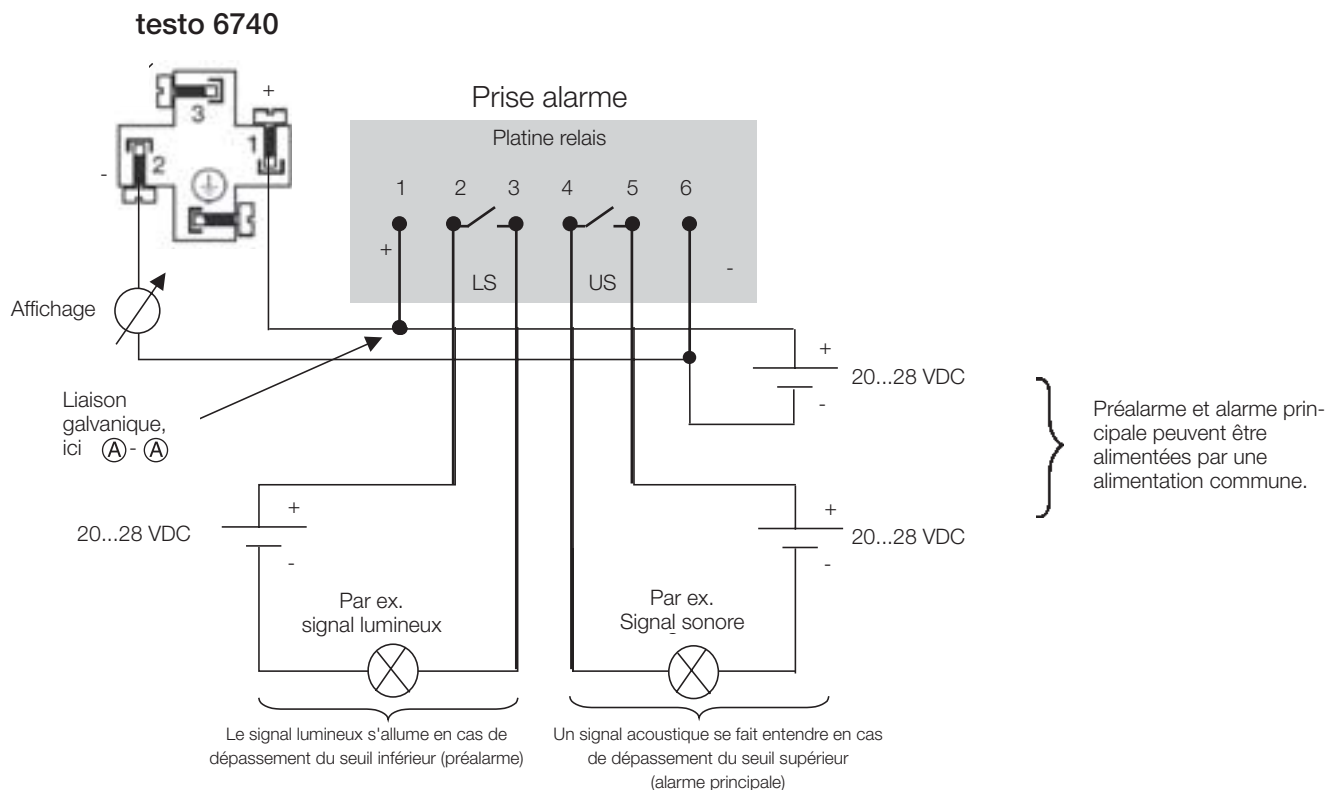 testo 6740
3
+
1
2
-
Prise alarme
Platine relais
1 2 3 4 5 6
+
-
LS US
Affichage
Liaison
galvanique,
ici Ⓐ - Ⓐ
+
20...28 VDC
-
Préalarme et alarme prin-
cipale peuvent être
alimentées par une
alimentation commune.
+
20...28 VDC
-
+
20...28 VDC
-
Par ex.
signal lumineux
Par ex.
Signal sonore
Le signal lumineux s'allume en cas de
dépassement du seuil inférieur (préalarme)
Un signal acoustique se fait entendre en cas
de dépassement du seuil supérieur
(alarme principale)